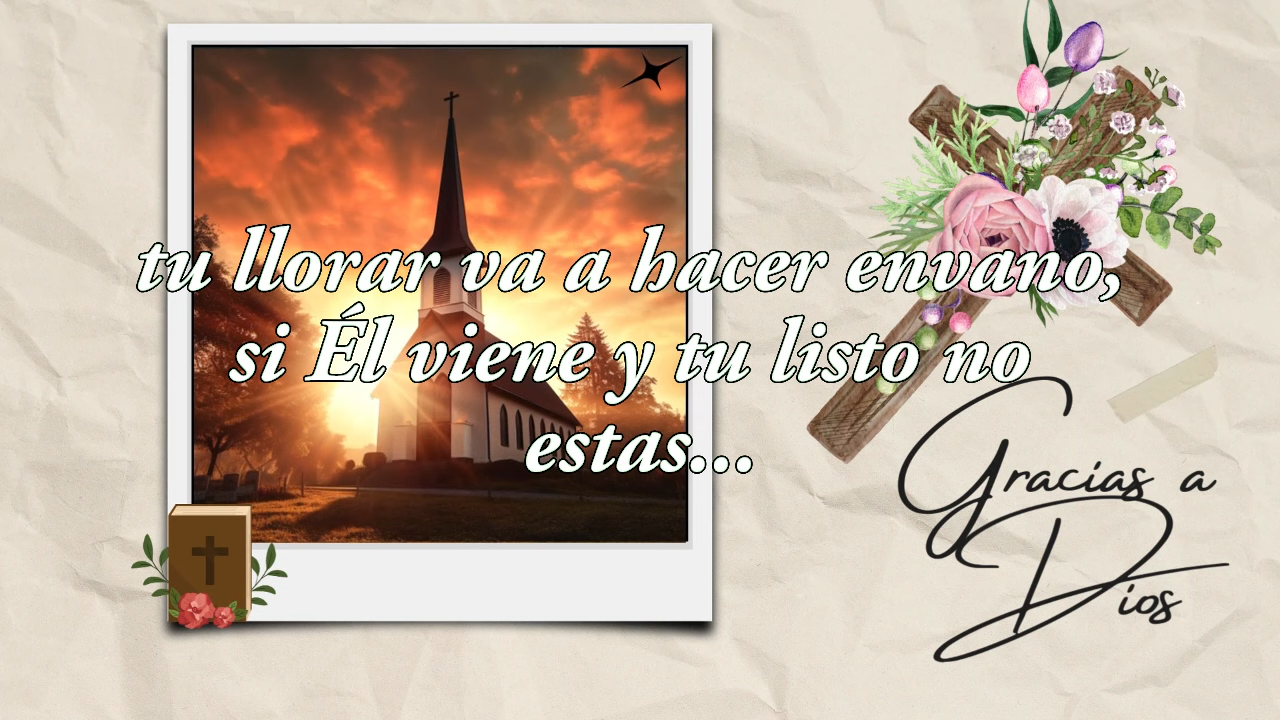 tu llorar va a hacer envano,
si Él viene y tu listo no
estas...
Gracias a
Dios